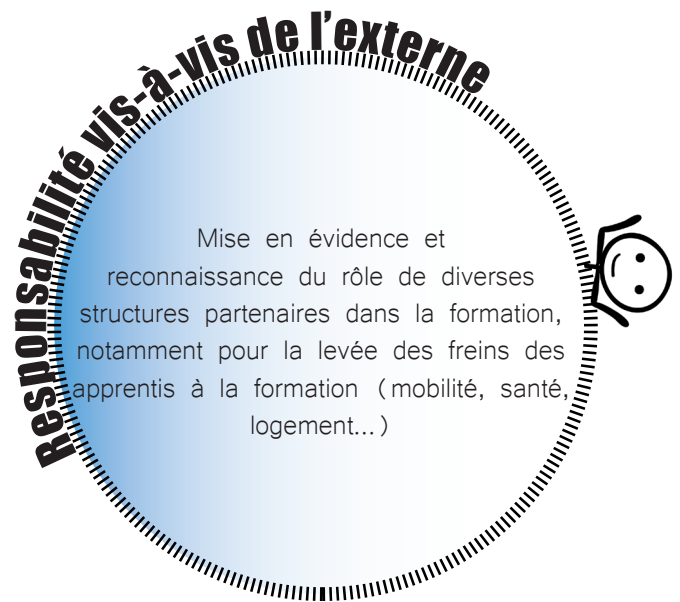 Responsabilité vis-à-vis de l'externe
Mise en évidence et
reconnaissance du rôle de diverses
structures partenaires dans la formation,
notamment pour la levée des freins des
apprentis à la formation (mobilité, santé,
logement...)